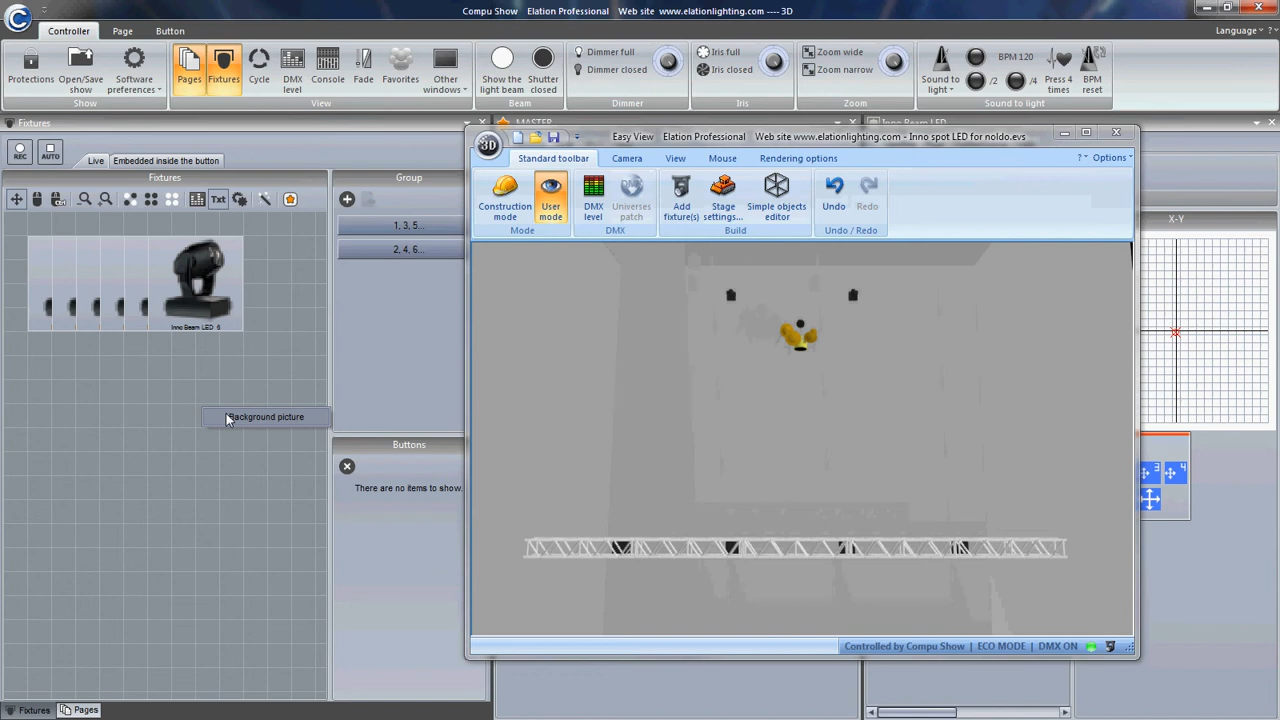 Compu Show    Elation Professional    Web site www.elationlighting.com ---- 3D
Controller Page Button Language ?
Protections Open/Save show Software preferences Pages Fixtures Cycle DMX level Console Fade Favorites Other windows Show the light beam Shutter closed Dimmer full Dimmer closed Iris full Iris closed Zoom wide Zoom narrow Sound to light /2 BPM 120 /4 Press 4 times BPM reset
Show View Beam Dimmer Iris Zoom Sound to light
Fixtures MASTER Inno Beam LED
REC AUTO Live Embedded inside the button
Fixtures Group X-Y
Txt
1, 3, 5...
2, 4, 6...
Inno Beam LED 6
Background picture
Buttons
There are no items to show.
3 4
3D Easy View    Elation Professional    Web site www.elationlighting.com - Inno spot LED for noldo.evs
Standard toolbar Camera View Mouse Rendering options ? Options
Construction mode User mode DMX level Universes patch Add fixture(s) Stage settings... Simple objects editor Undo Redo
Mode DMX Build Undo / Redo
Controlled by Compu Show | ECO MODE | DMX ON
Fixtures Pages